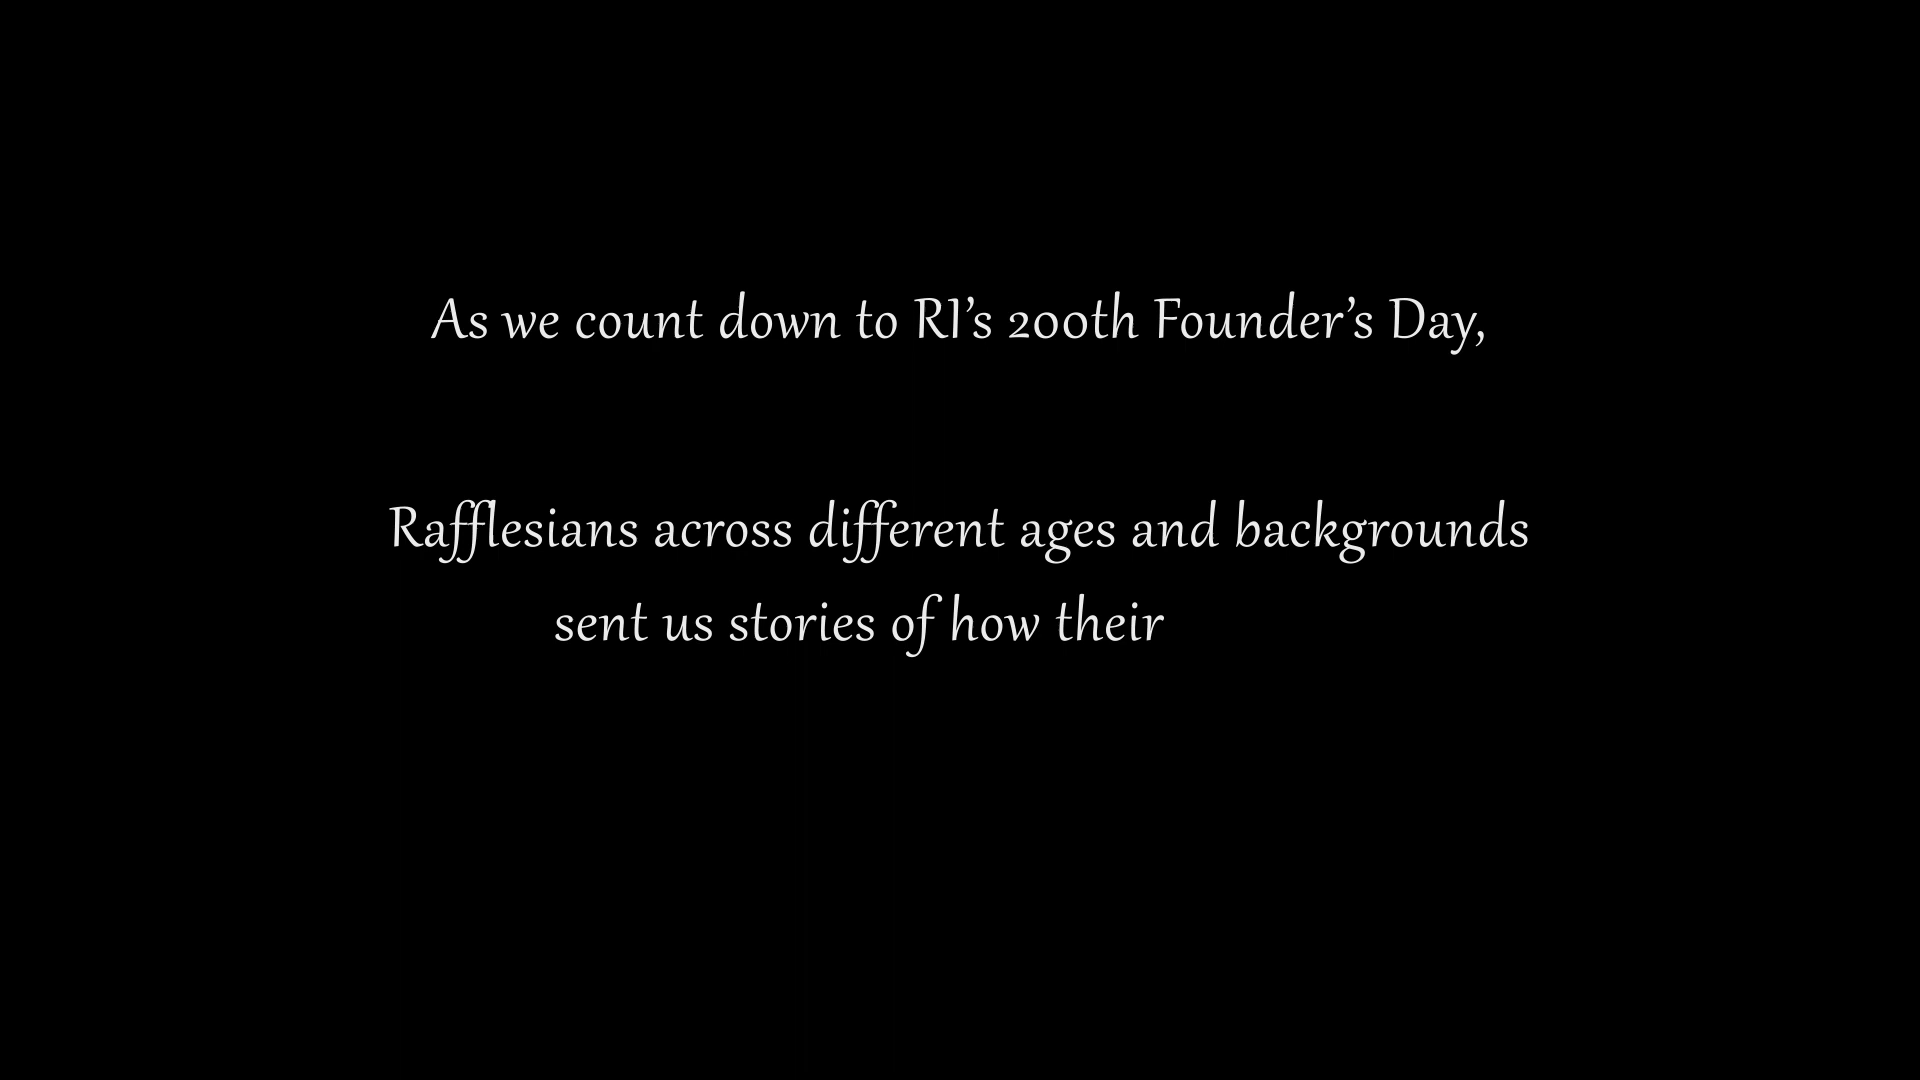 As we count down to RI’s 200th Founder’s Day,
Rafflesians across different ages and backgrounds
sent us stories of how their